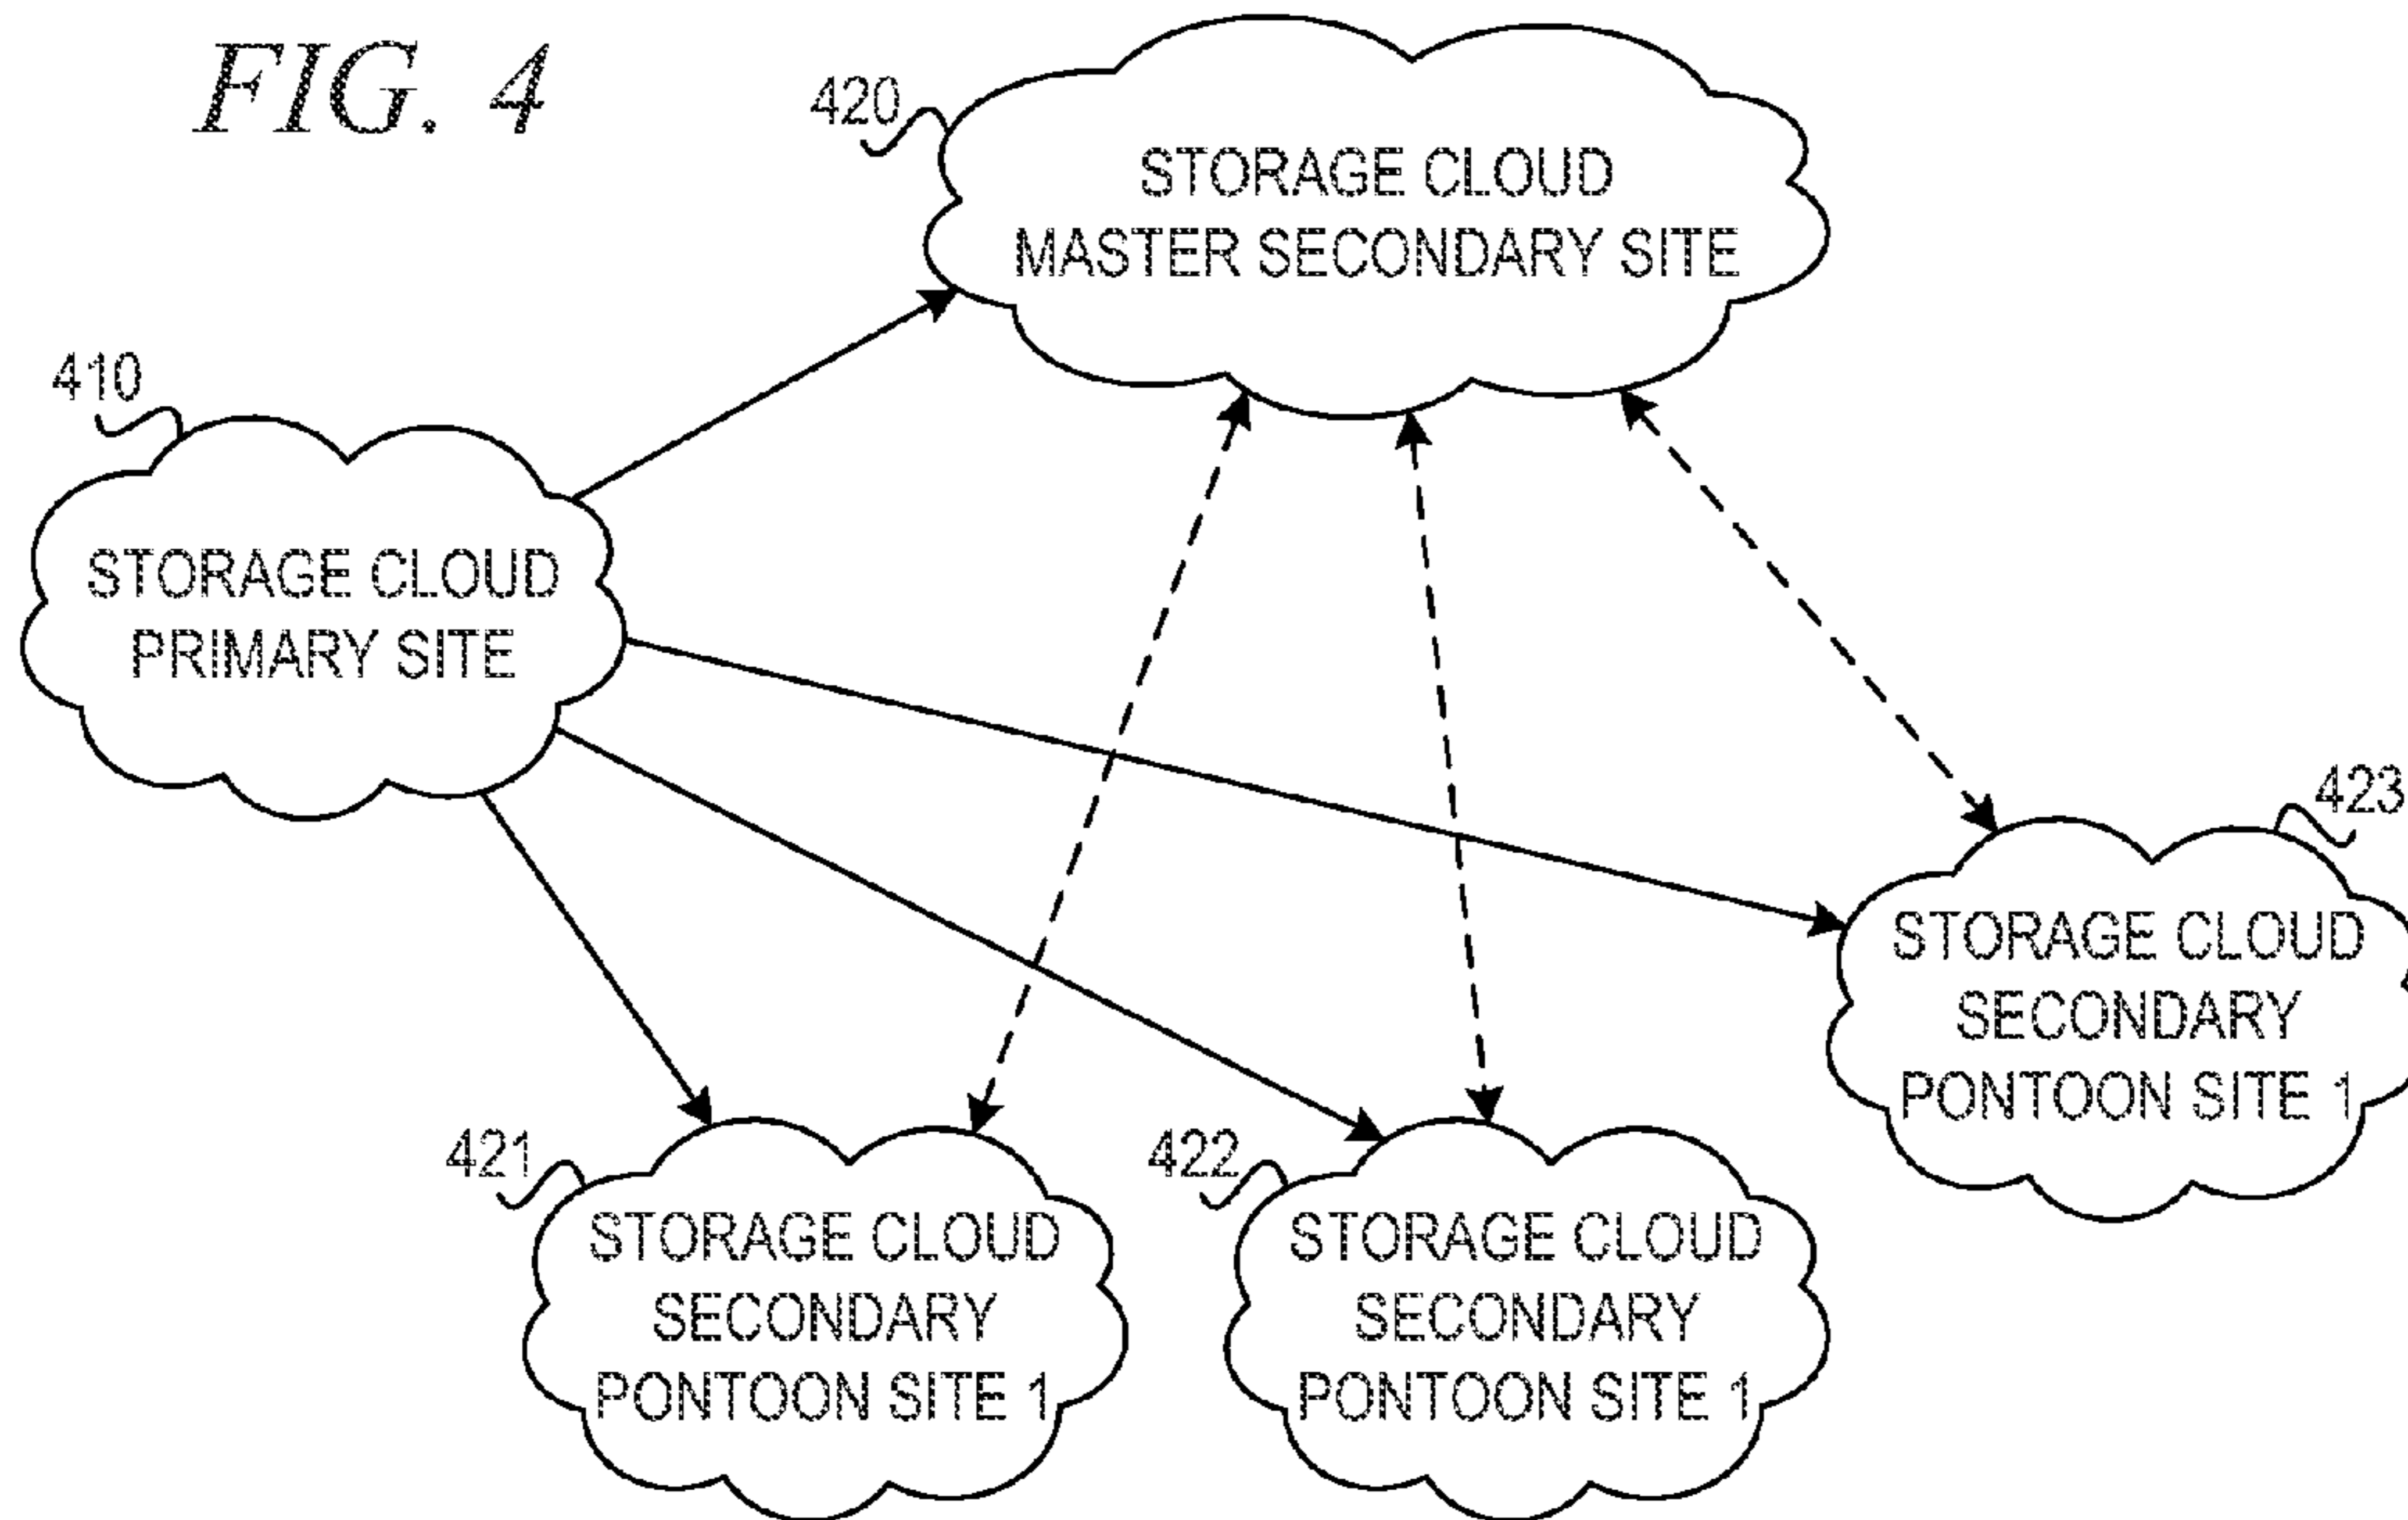 FIG. 4
420
STORAGE CLOUD
MASTER SECONDARY SITE
410
STORAGE CLOUD
PRIMARY SITE
423
STORAGE CLOUD
SECONDARY
PONTOON SITE 1
421
STORAGE CLOUD
SECONDARY
PONTOON SITE 1
422
STORAGE CLOUD
SECONDARY
PONTOON SITE 1